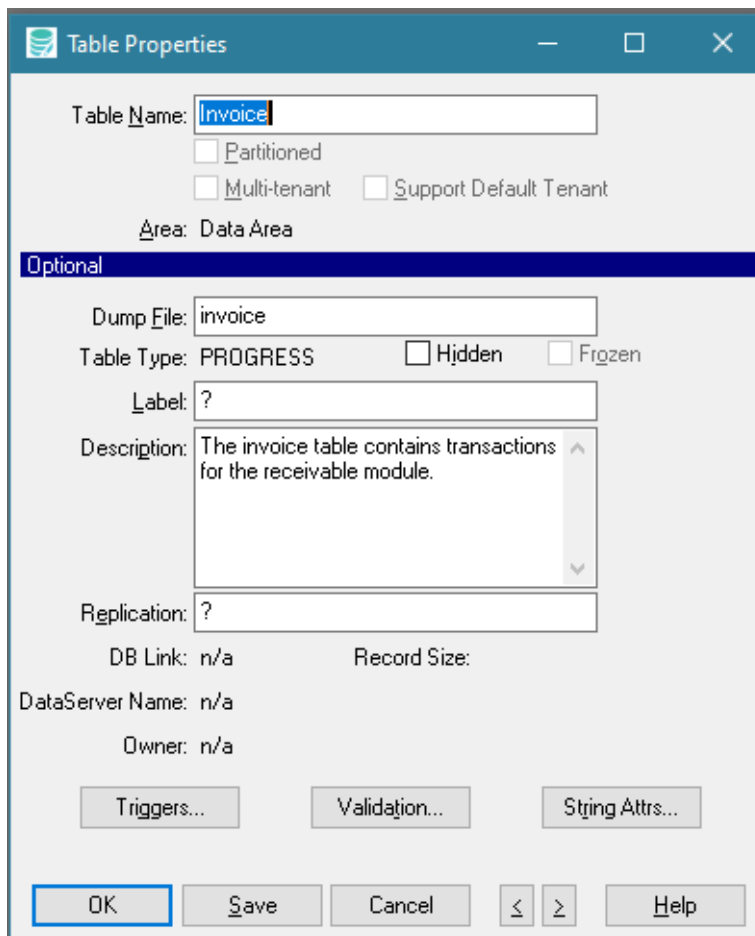 Table Properties
Table Name: Invoice
Partitioned
Multi-tenant Support Default Tenant
Area: Data Area
Optional
Dump File: invoice
Table Type: PROGRESS Hidden Frozen
Label: ?
Description: The invoice table contains transactions
for the receivable module.
Replication: ?
DB Link: n/a Record Size:
DataServer Name: n/a
Owner: n/a
Triggers... Validation... String Attrs...
OK Save Cancel < > Help